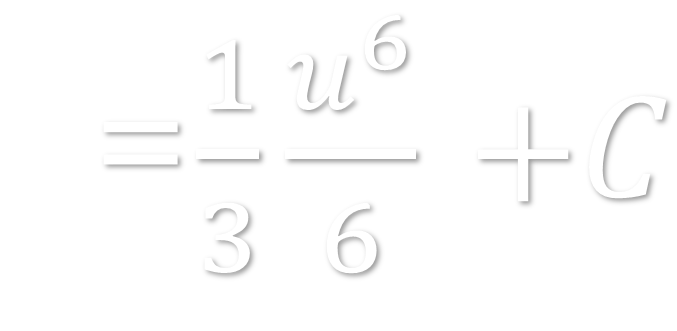 = 1/3 u⁶/6 + C